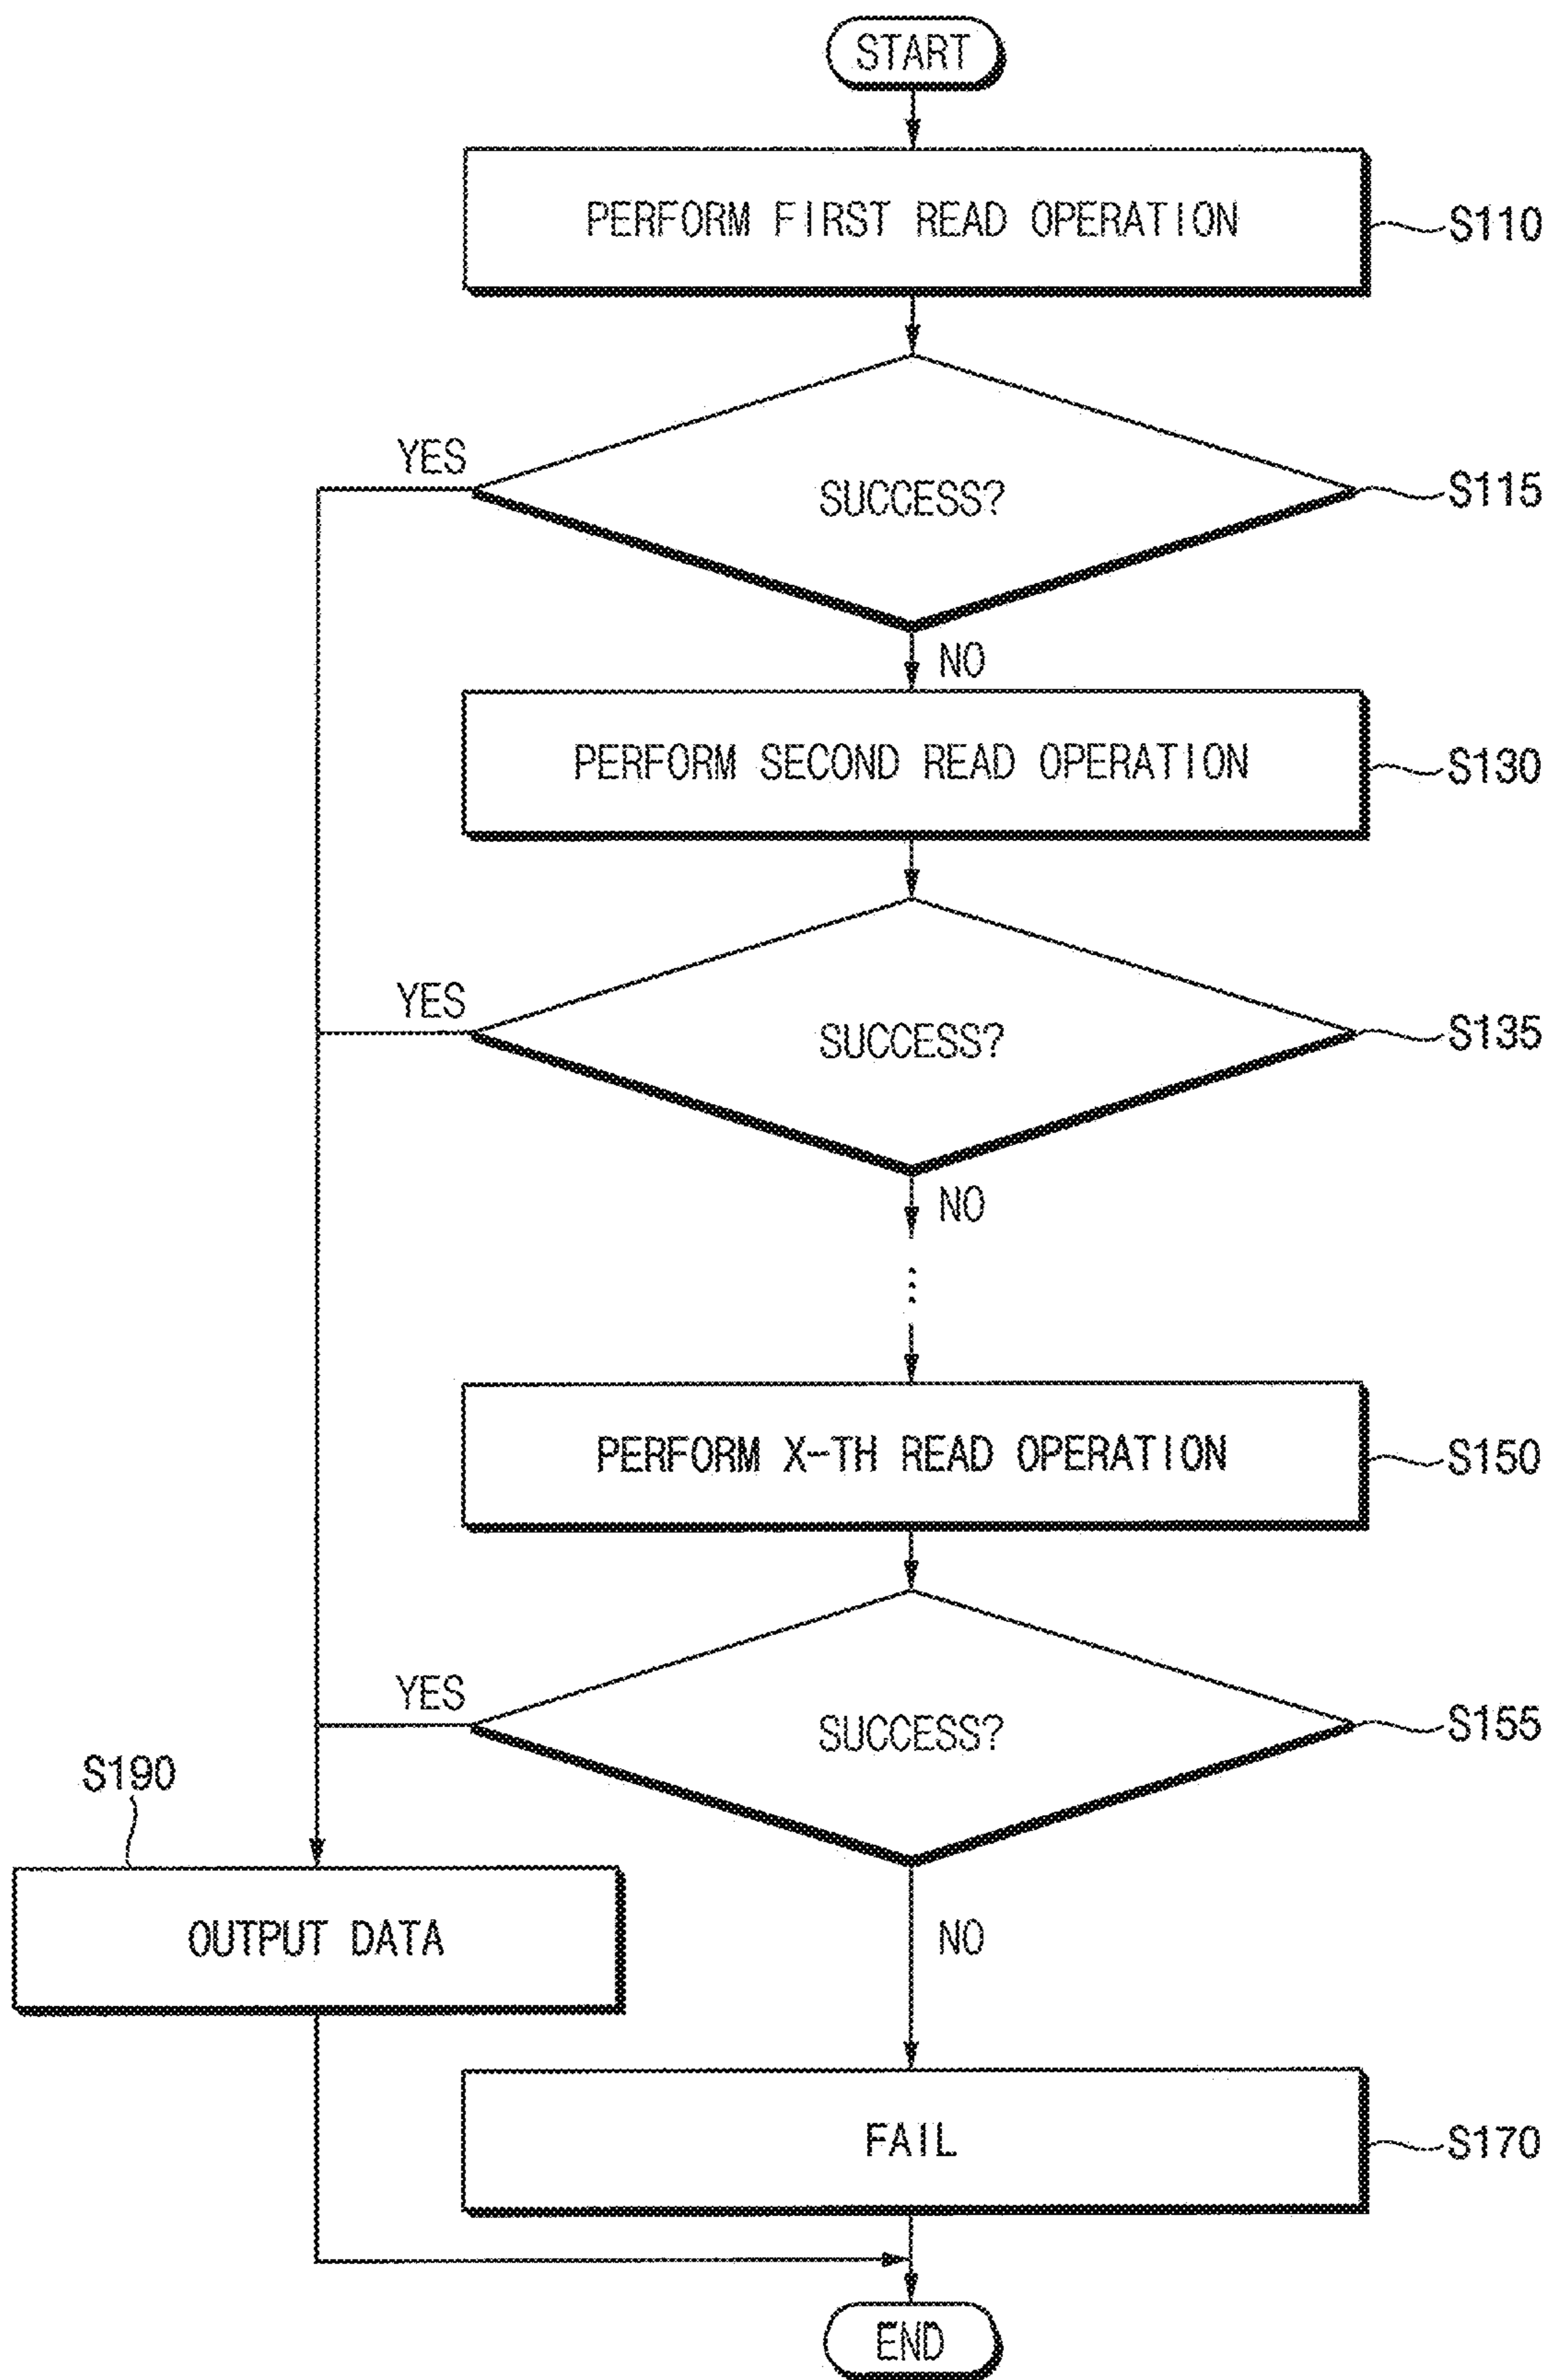 START
PERFORM FIRST READ OPERATION
S110
YES
SUCCESS?
S115
NO
PERFORM SECOND READ OPERATION
S130
YES
SUCCESS?
S135
NO
PERFORM X-TH READ OPERATION
S150
YES
SUCCESS?
S155
S190
OUTPUT DATA
NO
FAIL
S170
END